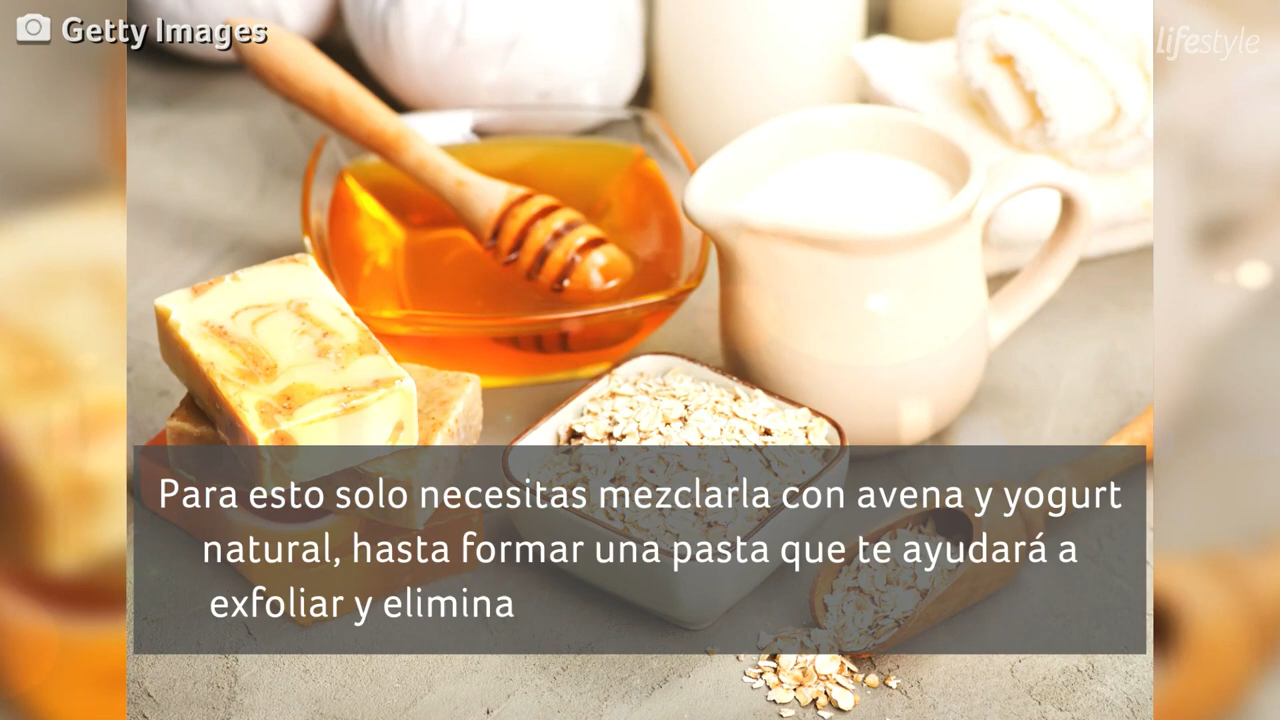 Getty Images
lifestyle
Para esto solo necesitas mezclarla con avena y yogurt
natural, hasta formar una pasta que te ayudará a
exfoliar y elimina